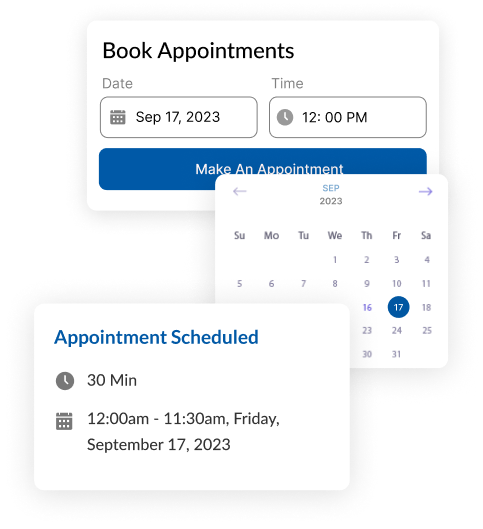 Book Appointments
Date Time
Sep 17, 2023 12: 00 PM
Make An Appointment
SEP
2023
Su Mo Tu We Th Fr Sa
1 2 3 4
5 6 7 8 9 10 11
16 17 18
23 24 25
30 31
Appointment Scheduled
30 Min
12:00am - 11:30am, Friday,
September 17, 2023